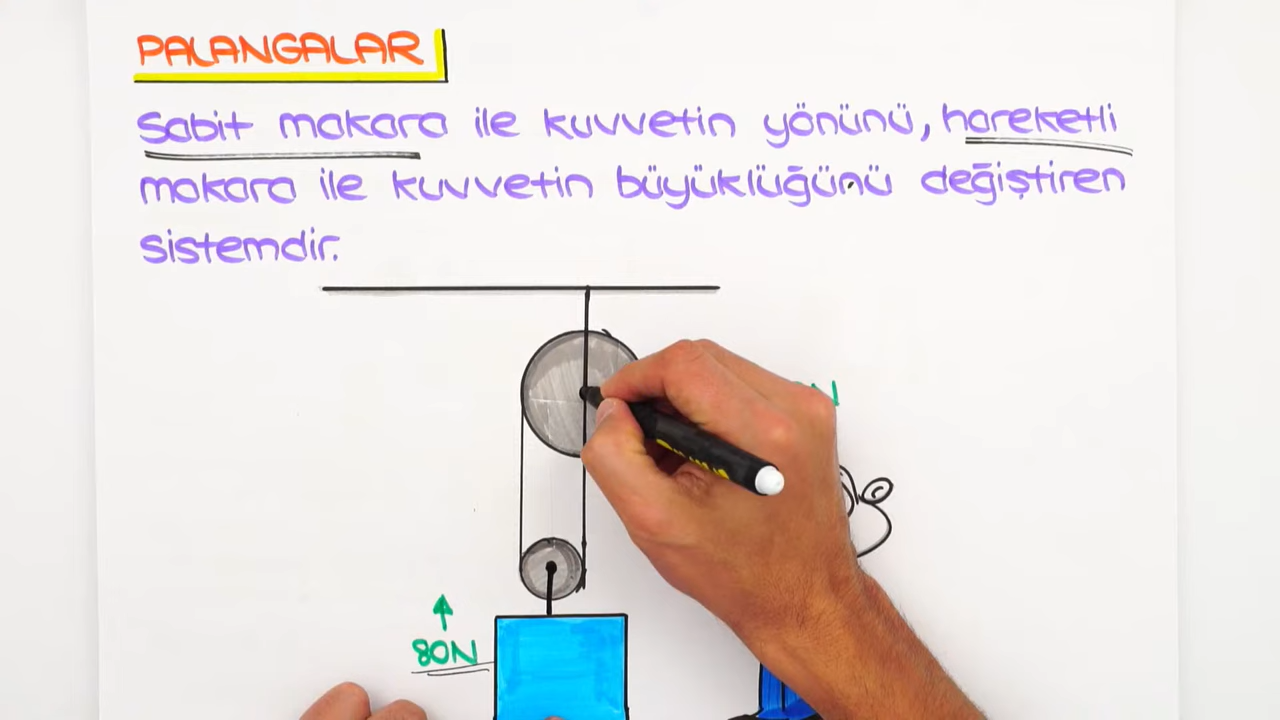 PALANGALAR
Sabit makara ile kuvvetin yönünü, hareketli
makara ile kuvvetin büyüklüğünü değiştiren
sistemdir.
N
80N